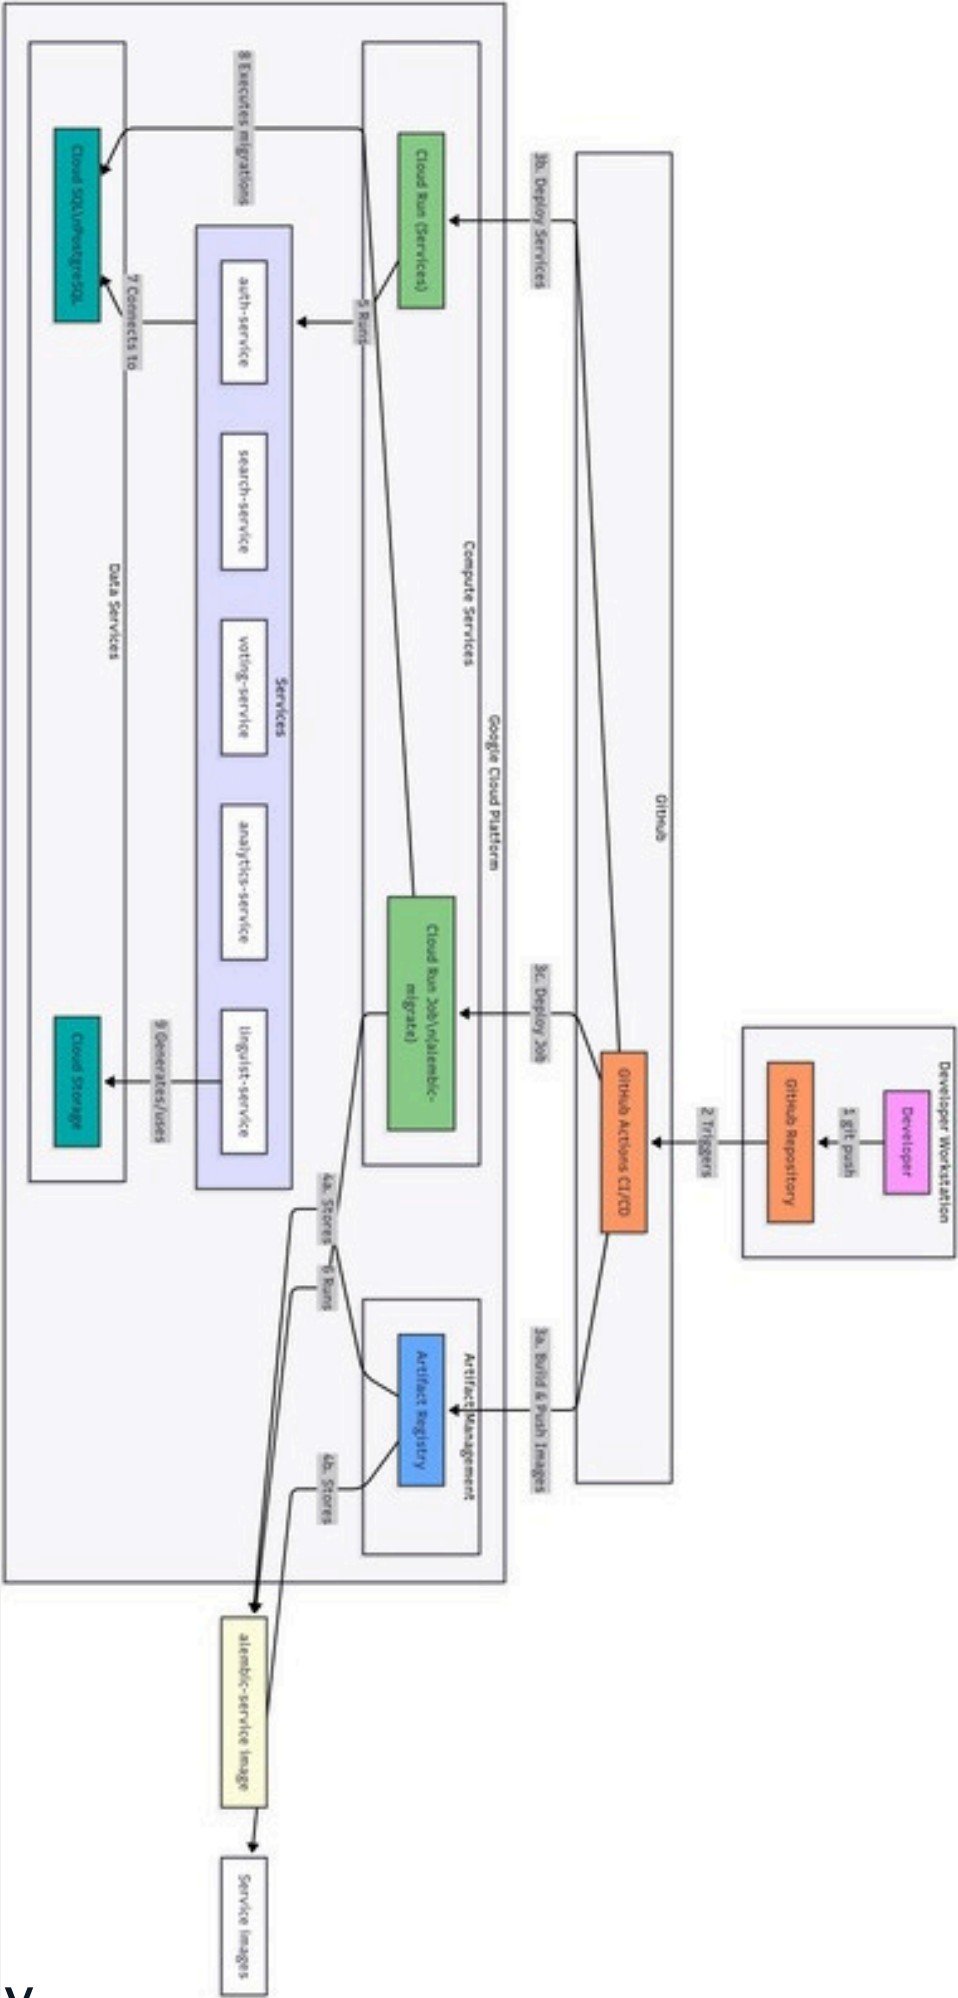 Developer Workstation
Developer
1 git push
GitHub Repository
2 Triggers
GitHub
GitHub Actions CI/CD
3b. Deploy Services
3c. Deploy Job
3a. Build & Push Images
Google Cloud Platform
Compute Services
Artifact Management
Cloud Run (Services)
Cloud Run Job\n(alembic-
migrate)
Artifact Registry
5 Runs
4a. Stores
6 Runs
4b. Stores
8 Executes migrations
Services
auth-service
search-service
voting-service
analytics-service
linguist-service
alembic-service image
Service images
7 Connects to
9 Generates/uses
Data Services
Cloud SQL\nPostgreSQL
Cloud Storage